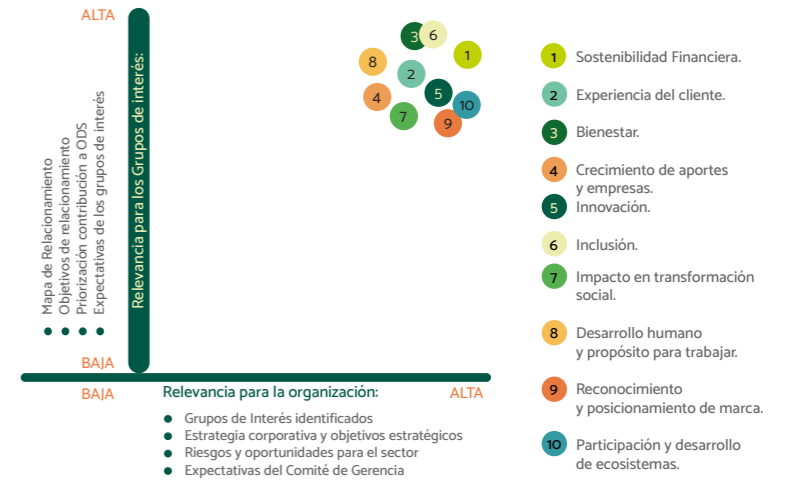 ALTA
Relevancia para los Grupos de interés:
Mapa de Relacionamiento
Objetivos de relacionamiento
Priorización contribución a ODS
Expectativas de los grupos de interés
BAJA
3
6
1
8
2
4
5
10
7
9
BAJA
Relevancia para la organización:
ALTA
Grupos de Interés identificados
Estrategia corporativa y objetivos estratégicos
Riesgos y oportunidades para el sector
Expectativas del Comité de Gerencia
1 Sostenibilidad Financiera.
2 Experiencia del cliente.
3 Bienestar.
4 Crecimiento de aportes
y empresas.
5 Innovación.
6 Inclusión.
7 Impacto en transformación
social.
8 Desarrollo humano
y propósito para trabajar.
9 Reconocimiento
y posicionamiento de marca.
10 Participación y desarrollo
de ecosistemas.